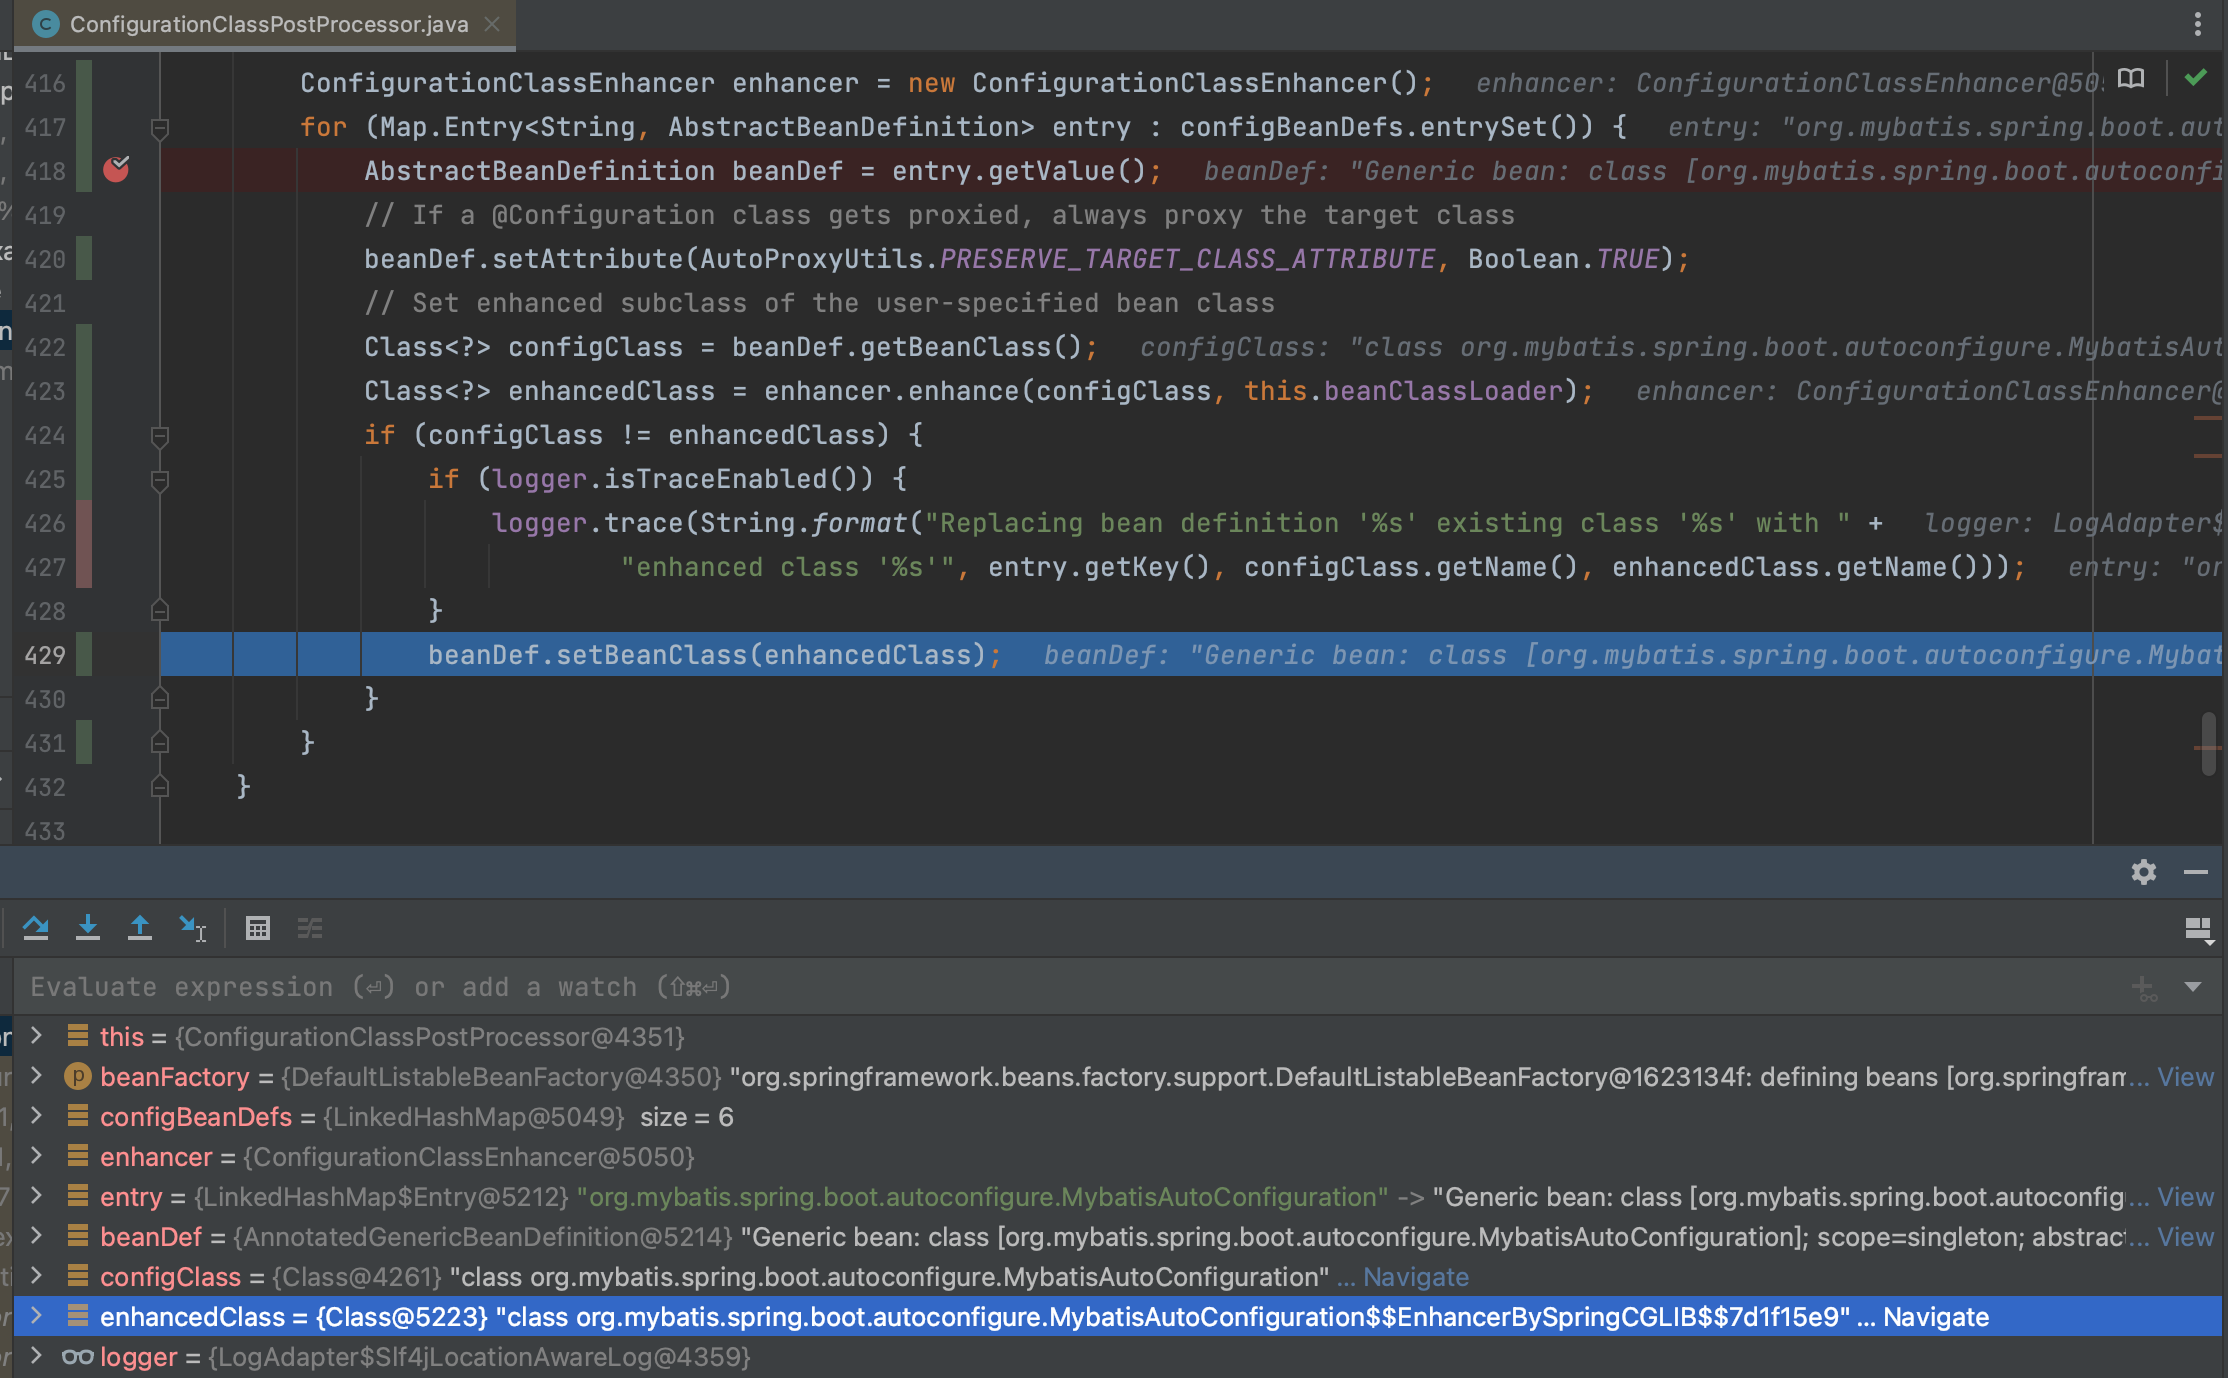 ConfigurationClassPostProcessor.java
416 ConfigurationClassEnhancer enhancer = new ConfigurationClassEnhancer(); enhancer: ConfigurationClassEnhancer@505
417 for (Map.Entry<String, AbstractBeanDefinition> entry : configBeanDefs.entrySet()) { entry: "org.mybatis.spring.boot.aut
418 AbstractBeanDefinition beanDef = entry.getValue(); beanDef: "Generic bean: class [org.mybatis.spring.boot.autoconfi
419 // If a @Configuration class gets proxied, always proxy the target class
420 beanDef.setAttribute(AutoProxyUtils.PRESERVE_TARGET_CLASS_ATTRIBUTE, Boolean.TRUE);
421 // Set enhanced subclass of the user-specified bean class
422 Class<?> configClass = beanDef.getBeanClass(); configClass: "class org.mybatis.spring.boot.autoconfigure.MybatisAut
423 Class<?> enhancedClass = enhancer.enhance(configClass, this.beanClassLoader); enhancer: ConfigurationClassEnhancer@
424 if (configClass != enhancedClass) {
425 if (logger.isTraceEnabled()) {
426 logger.trace(String.format("Replacing bean definition '%s' existing class '%s' with " + logger: LogAdapter$
427 "enhanced class '%s'", entry.getKey(), configClass.getName(), enhancedClass.getName())); entry: "or
428 }
429 beanDef.setBeanClass(enhancedClass); beanDef: "Generic bean: class [org.mybatis.spring.boot.autoconfigure.Mybat
430 }
431 }
432 }
433
Evaluate expression (⏎) or add a watch (⇧⌘⏎)
this = {ConfigurationClassPostProcessor@4351}
beanFactory = {DefaultListableBeanFactory@4350} "org.springframework.beans.factory.support.DefaultListableBeanFactory@1623134f: defining beans [org.springfram... View
configBeanDefs = {LinkedHashMap@5049} size = 6
enhancer = {ConfigurationClassEnhancer@5050}
entry = {LinkedHashMap$Entry@5212} "org.mybatis.spring.boot.autoconfigure.MybatisAutoConfiguration" -> "Generic bean: class [org.mybatis.spring.boot.autoconfig... View
beanDef = {AnnotatedGenericBeanDefinition@5214} "Generic bean: class [org.mybatis.spring.boot.autoconfigure.MybatisAutoConfiguration]; scope=singleton; abstract... View
configClass = {Class@4261} "class org.mybatis.spring.boot.autoconfigure.MybatisAutoConfiguration" ... Navigate
enhancedClass = {Class@5223} "class org.mybatis.spring.boot.autoconfigure.MybatisAutoConfiguration$$EnhancerBySpringCGLIB$$7d1f15e9" ... Navigate
logger = {LogAdapter$Slf4jLocationAwareLog@4359}